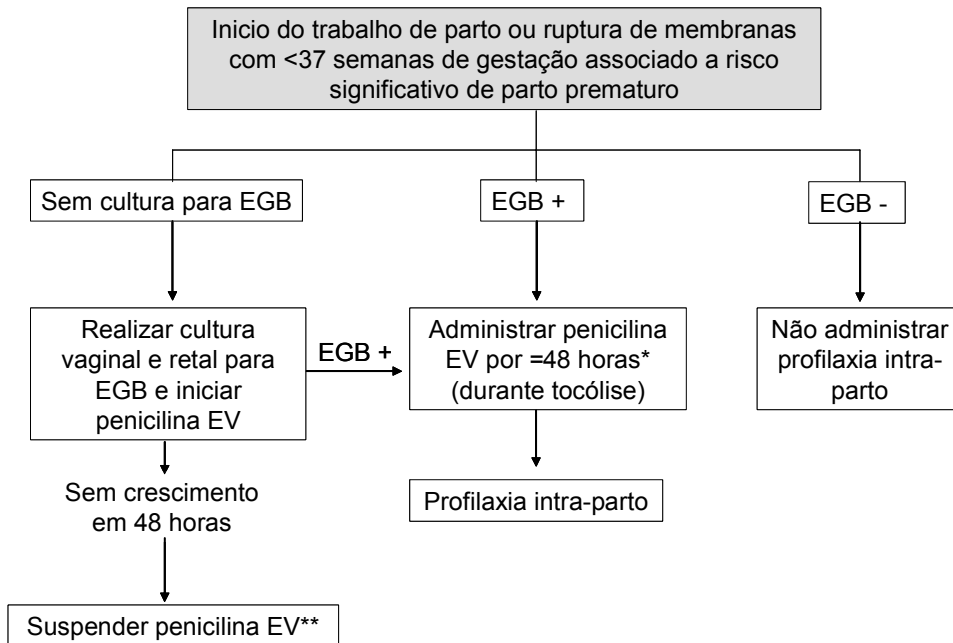 Inicio do trabalho de parto ou ruptura de membranas
com <37 semanas de gestação associado a risco
significativo de parto prematuro
Sem cultura para EGB
EGB +
EGB -
Realizar cultura
vaginal e retal para
EGB e iniciar
penicilina EV
EGB +
Administrar penicilina
EV por =48 horas*
(durante tocólise)
Não administrar
profilaxia intra-
parto
Sem crescimento
em 48 horas
Profilaxia intra-parto
Suspender penicilina EV**